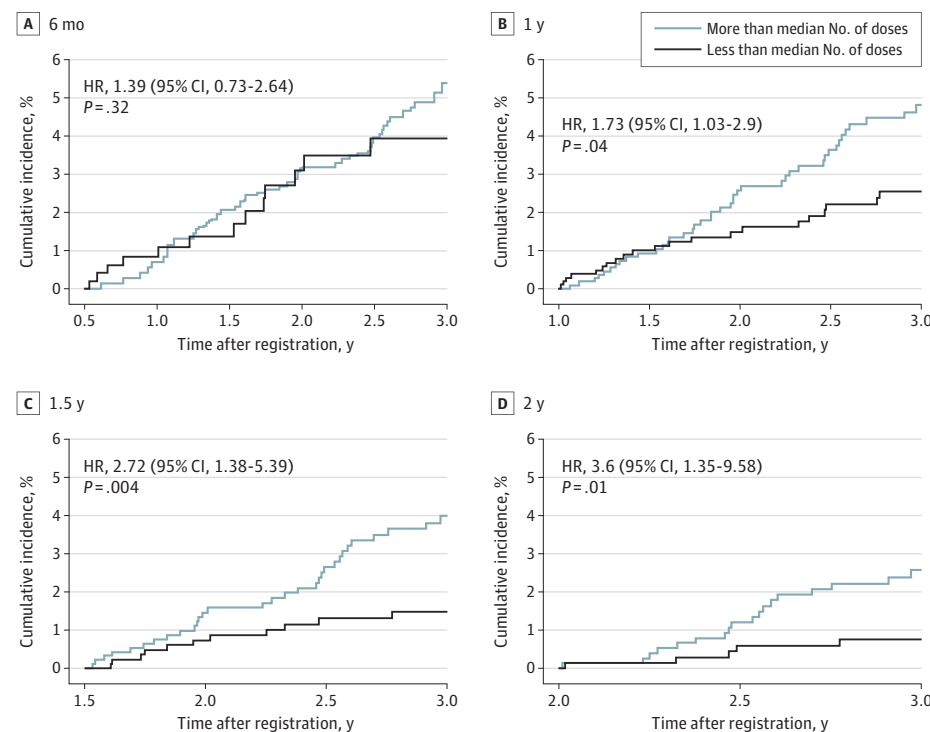 A 6 mo
HR, 1.39 (95% CI, 0.73-2.64)
P = .32
Cumulative incidence, %
6
5
4
3
2
1
0
0.5 1.0 1.5 2.0 2.5 3.0
Time after registration, y
B 1 y
More than median No. of doses
Less than median No. of doses
HR, 1.73 (95% CI, 1.03-2.9)
P = .04
Cumulative incidence, %
6
5
4
3
2
1
0
1.0 1.5 2.0 2.5 3.0
Time after registration, y
C 1.5 y
HR, 2.72 (95% CI, 1.38-5.39)
P = .004
Cumulative incidence, %
6
5
4
3
2
1
0
1.5 2.0 2.5 3.0
Time after registration, y
D 2 y
HR, 3.6 (95% CI, 1.35-9.58)
P = .01
Cumulative incidence, %
6
5
4
3
2
1
0
2.0 2.5 3.0
Time after registration, y